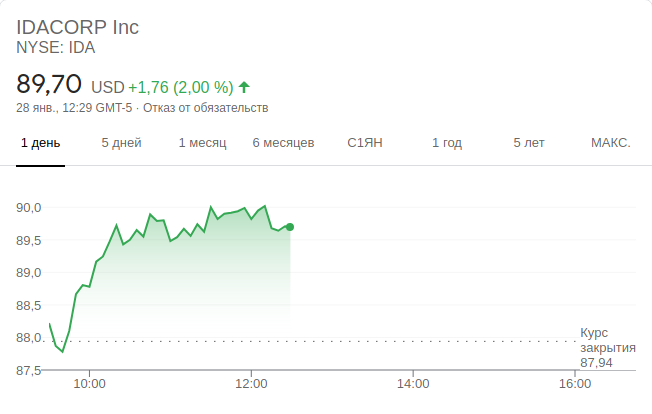 IDACORP Inc
NYSE: IDA
89,70 USD +1,76 (2,00 %)
28 янв., 12:29 GMT-5 · Отказ от обязательств
1 день 5 дней 1 месяц 6 месяцев С1ЯН 1 год 5 лет МАКС.
90,0
89,5
89,0
88,5
88,0
87,5
Курс
закрытия
87,94
10:00 12:00 14:00 16:00